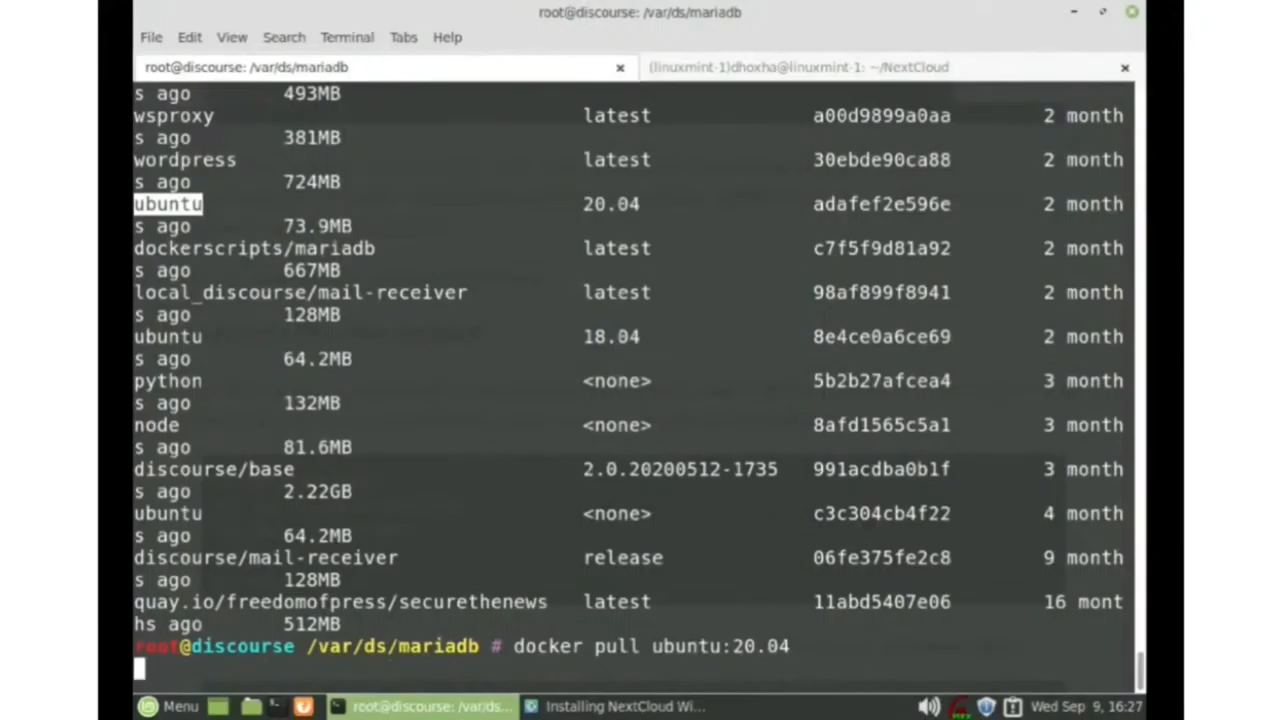 root@discourse: /var/ds/mariadb
File Edit View Search Terminal Tabs Help
root@discourse: /var/ds/mariadb × (linuxmint-1)dhoxha@linuxmint-1: ~/NextCloud ×
s ago 493MB
wsproxy latest a00d9899a0aa 2 month
s ago 381MB
wordpress latest 30ebde90ca88 2 month
s ago 724MB
ubuntu 20.04 adafef2e596e 2 month
s ago 73.9MB
dockerscripts/mariadb latest c7f5f9d81a92 2 month
s ago 667MB
local_discourse/mail-receiver latest 98af899f8941 2 month
s ago 128MB
ubuntu 18.04 8e4ce0a6ce69 2 month
s ago 64.2MB
python <none> 5b2b27afcea4 3 month
s ago 132MB
node <none> 8afd1565c5a1 3 month
s ago 81.6MB
discourse/base 2.0.20200512-1735 991acdba0b1f 3 month
s ago 2.22GB
ubuntu <none> c3c304cb4f22 4 month
s ago 64.2MB
discourse/mail-receiver release 06fe375fe2c8 9 month
s ago 128MB
quay.io/freedomofpress/securethenews latest 11abd5407e06 16 mont
hs ago 512MB
root@discourse /var/ds/mariadb # docker pull ubuntu:20.04
Menu root@discourse: /var/ds... Installing NextCloud Wi... Wed Sep 9, 16:27